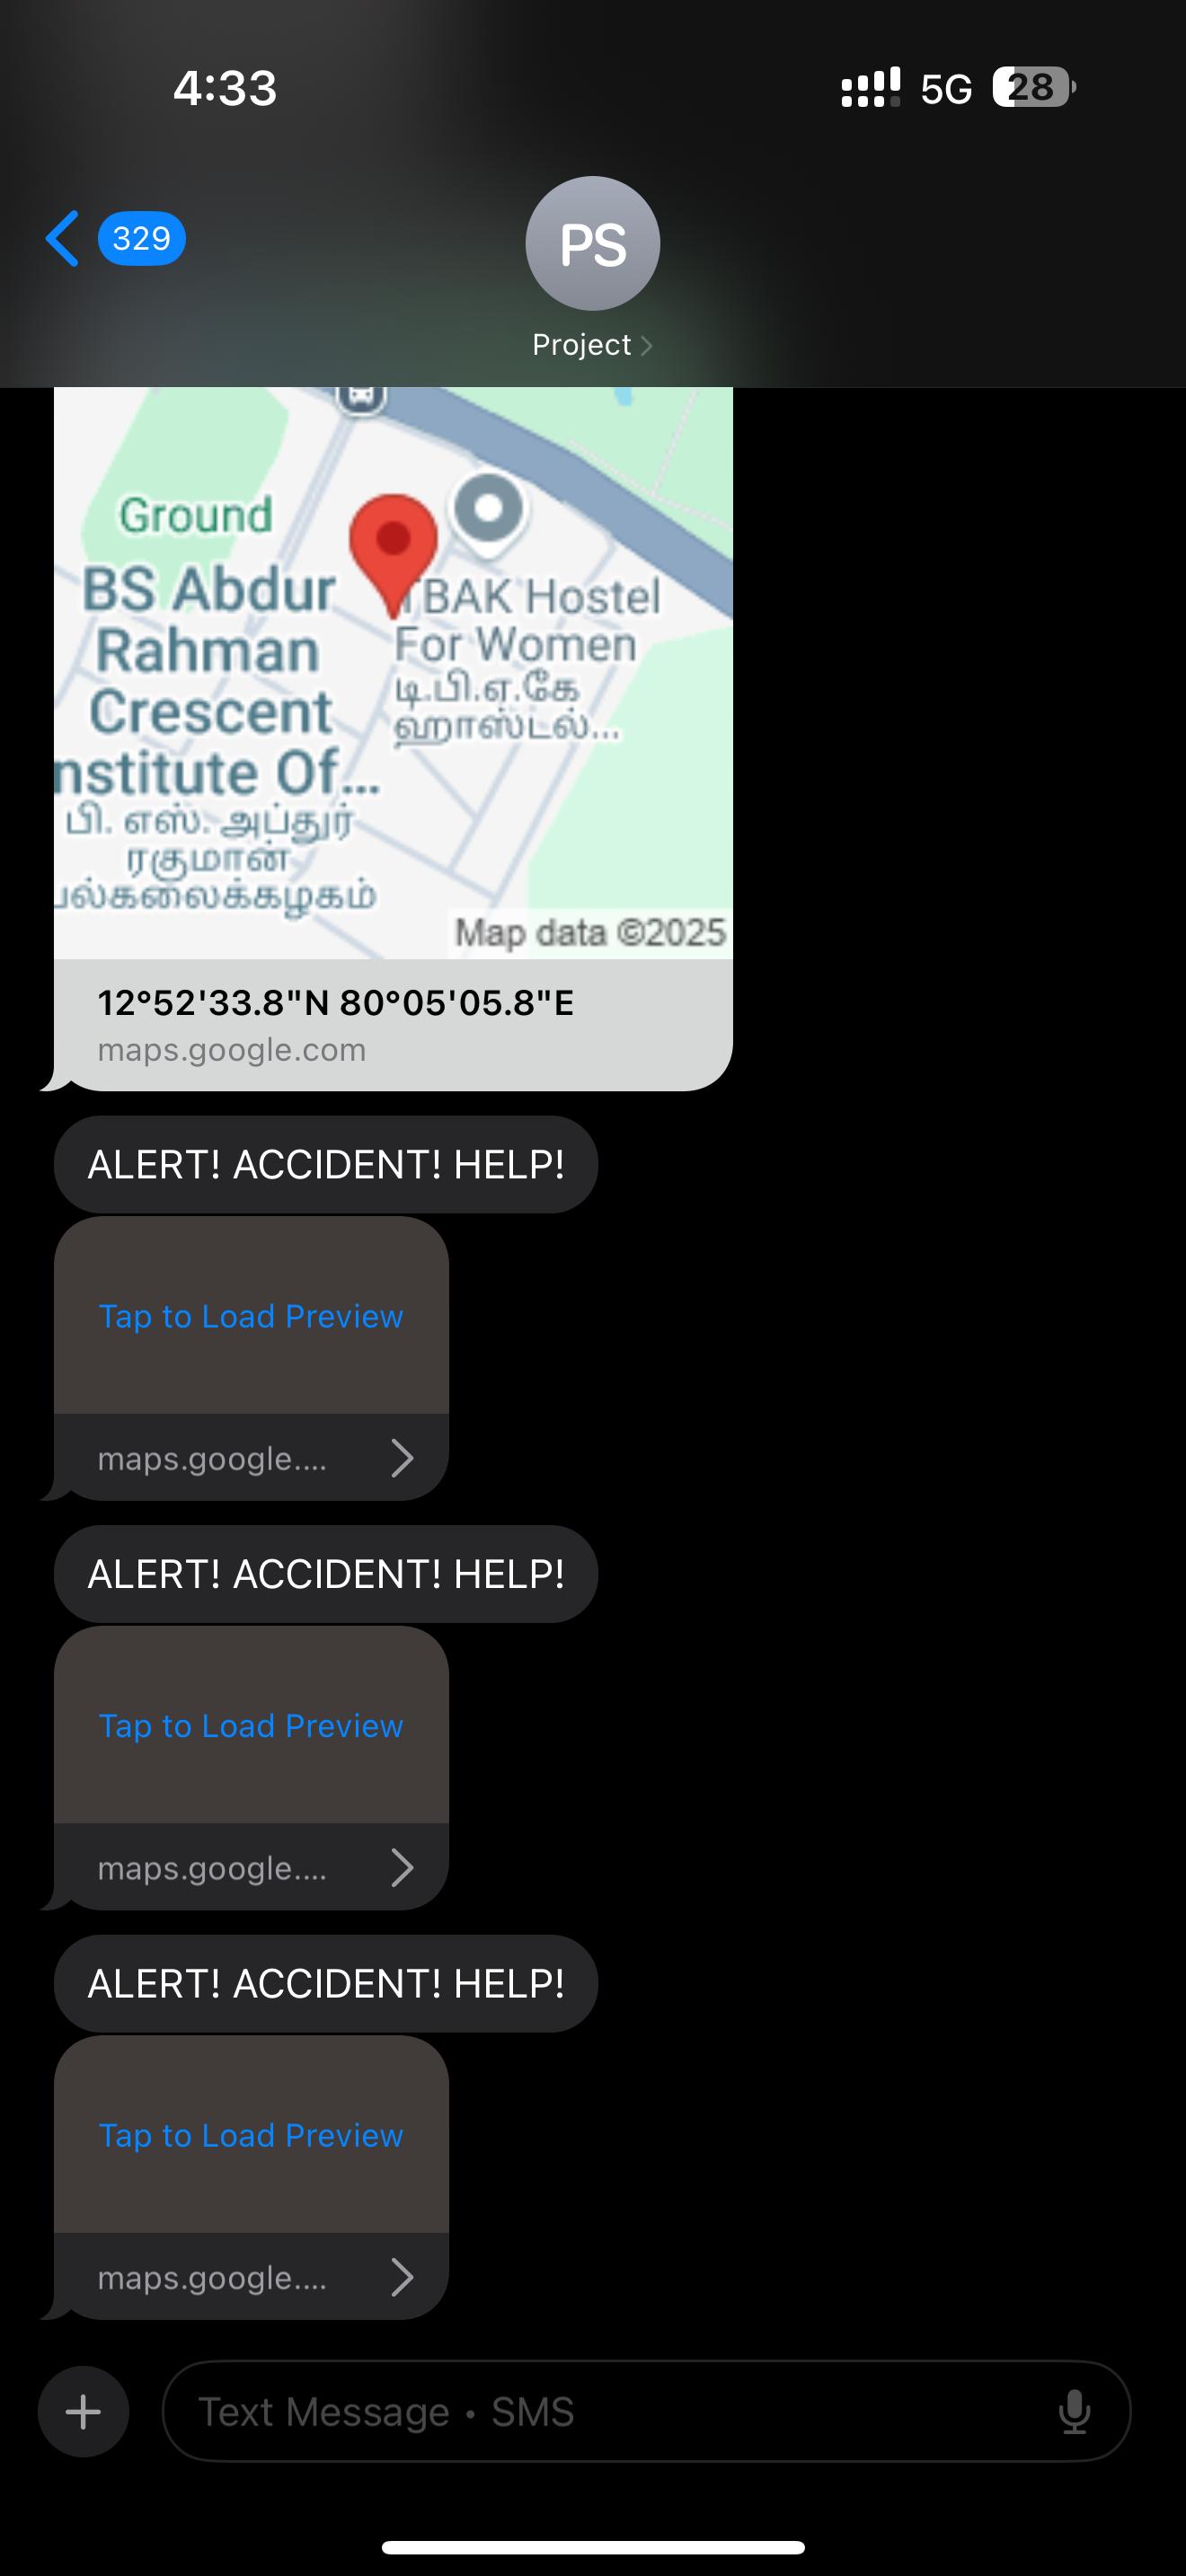 4:33
5G
28
329
PS
Project
Ground
BS Abdur
Rahman
Crescent
nstitute Of...
பி. எஸ். அப்துர்
ரகுமான்
பல்கலைக்கழகம்
TBAK Hostel
For Women
டி.பி.ஏ.கே
ஹாஸ்டல்...
Map data ©2025
12°52'33.8"N 80°05'05.8"E
maps.google.com
ALERT! ACCIDENT! HELP!
Tap to Load Preview
maps.google....
ALERT! ACCIDENT! HELP!
Tap to Load Preview
maps.google....
ALERT! ACCIDENT! HELP!
Tap to Load Preview
maps.google....
Text Message • SMS